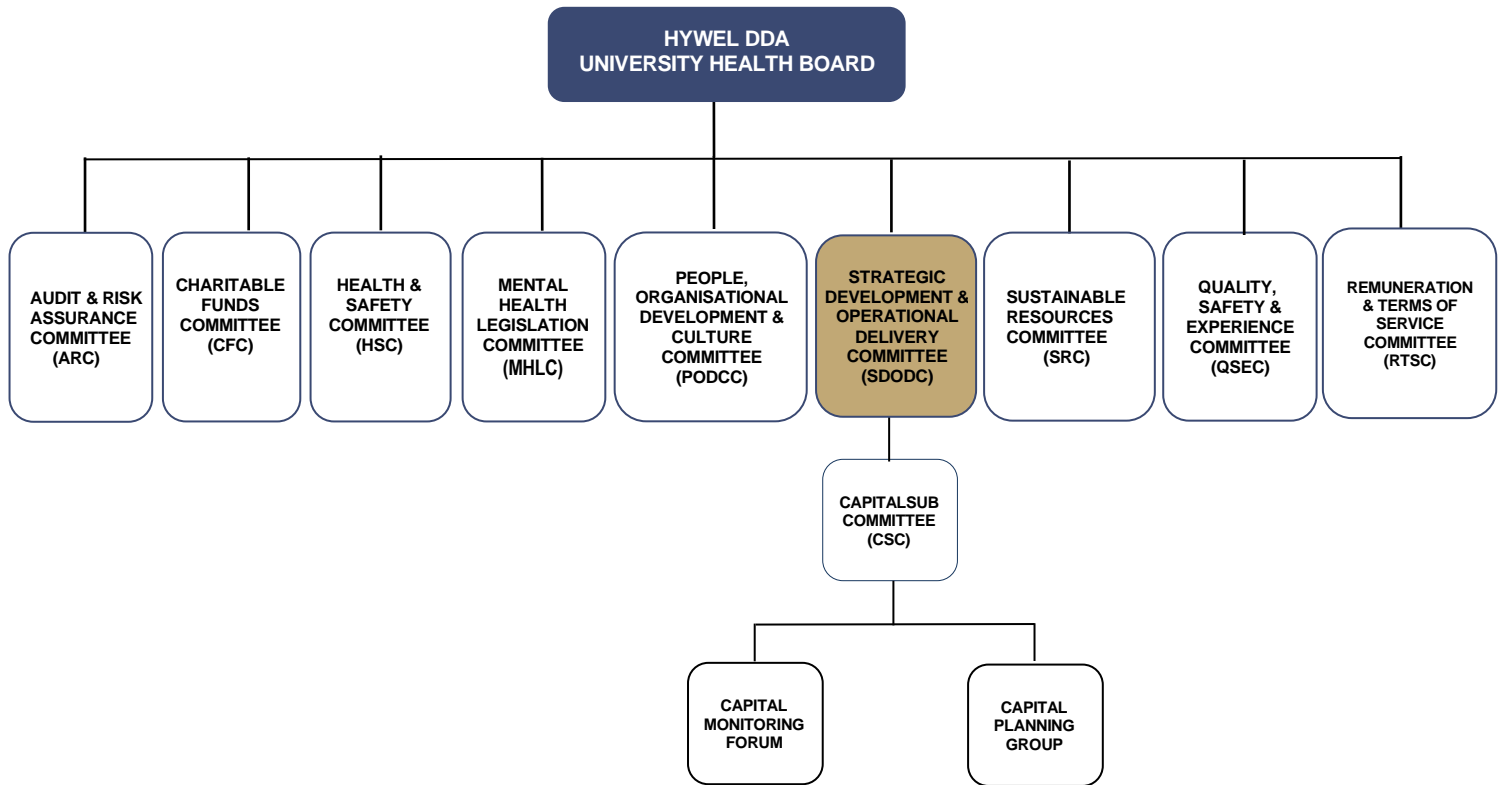 HYWEL DDA
UNIVERSITY HEALTH BOARD
AUDIT & RISK
ASSURANCE
COMMITTEE
(ARC)
CHARITABLE
FUNDS
COMMITTEE
(CFC)
HEALTH &
SAFETY
COMMITTEE
(HSC)
MENTAL
HEALTH
LEGISLATION
COMMITTEE
(MHLC)
PEOPLE,
ORGANISATIONAL
DEVELOPMENT &
CULTURE
COMMITTEE
(PODCC)
STRATEGIC
DEVELOPMENT &
OPERATIONAL
DELIVERY
COMMITTEE
(SDODC)
SUSTAINABLE
RESOURCES
COMMITTEE
(SRC)
QUALITY,
SAFETY &
EXPERIENCE
COMMITTEE
(QSEC)
REMUNERATION
& TERMS OF
SERVICE
COMMITTEE
(RTSC)
CAPITALSUB
COMMITTEE
(CSC)
CAPITAL
MONITORING
FORUM
CAPITAL
PLANNING
GROUP